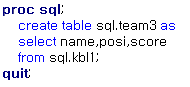 proc sql;
create table sql.team3 as
select name,posi,score
from sql.kbl1;
quit;